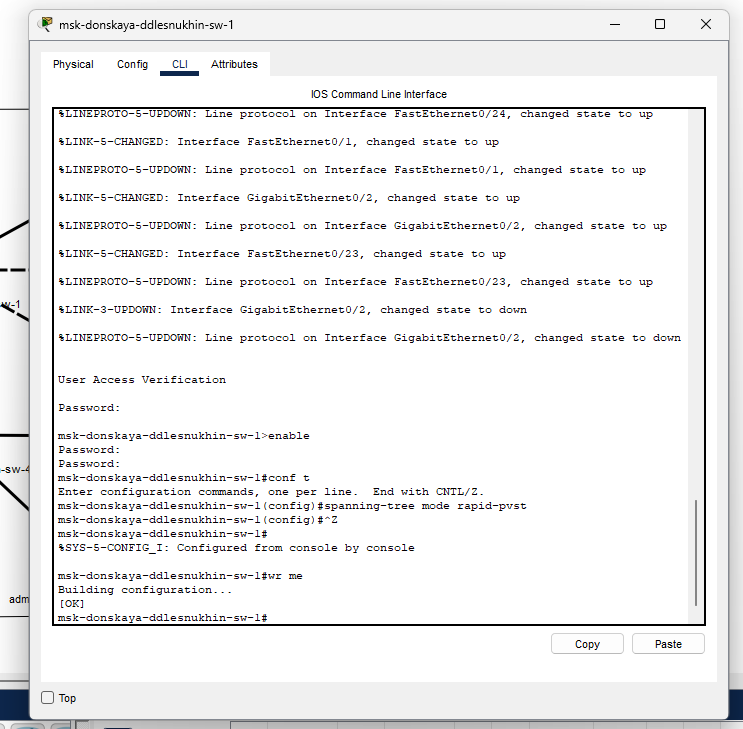 msk-donskaya-ddlesnukhin-sw-1
Physical Config CLI Attributes
IOS Command Line Interface
%LINEPROTO-5-UPDOWN: Line protocol on Interface FastEthernet0/24, changed state to up
%LINK-5-CHANGED: Interface FastEthernet0/1, changed state to up
%LINEPROTO-5-UPDOWN: Line protocol on Interface FastEthernet0/1, changed state to up
%LINK-5-CHANGED: Interface GigabitEthernet0/2, changed state to up
%LINEPROTO-5-UPDOWN: Line protocol on Interface GigabitEthernet0/2, changed state to up
%LINK-5-CHANGED: Interface FastEthernet0/23, changed state to up
%LINEPROTO-5-UPDOWN: Line protocol on Interface FastEthernet0/23, changed state to up
%LINK-3-UPDOWN: Interface GigabitEthernet0/2, changed state to down
%LINEPROTO-5-UPDOWN: Line protocol on Interface GigabitEthernet0/2, changed state to down
User Access Verification
Password:
msk-donskaya-ddlesnukhin-sw-1>enable
Password:
Password:
msk-donskaya-ddlesnukhin-sw-1#conf t
Enter configuration commands, one per line.  End with CNTL/Z.
msk-donskaya-ddlesnukhin-sw-1(config)#spanning-tree mode rapid-pvst
msk-donskaya-ddlesnukhin-sw-1(config)#^Z
msk-donskaya-ddlesnukhin-sw-1#
%SYS-5-CONFIG_I: Configured from console by console
msk-donskaya-ddlesnukhin-sw-1#wr me
Building configuration...
[OK]
msk-donskaya-ddlesnukhin-sw-1#
Copy Paste
Top
w-1
-sw-4
adm